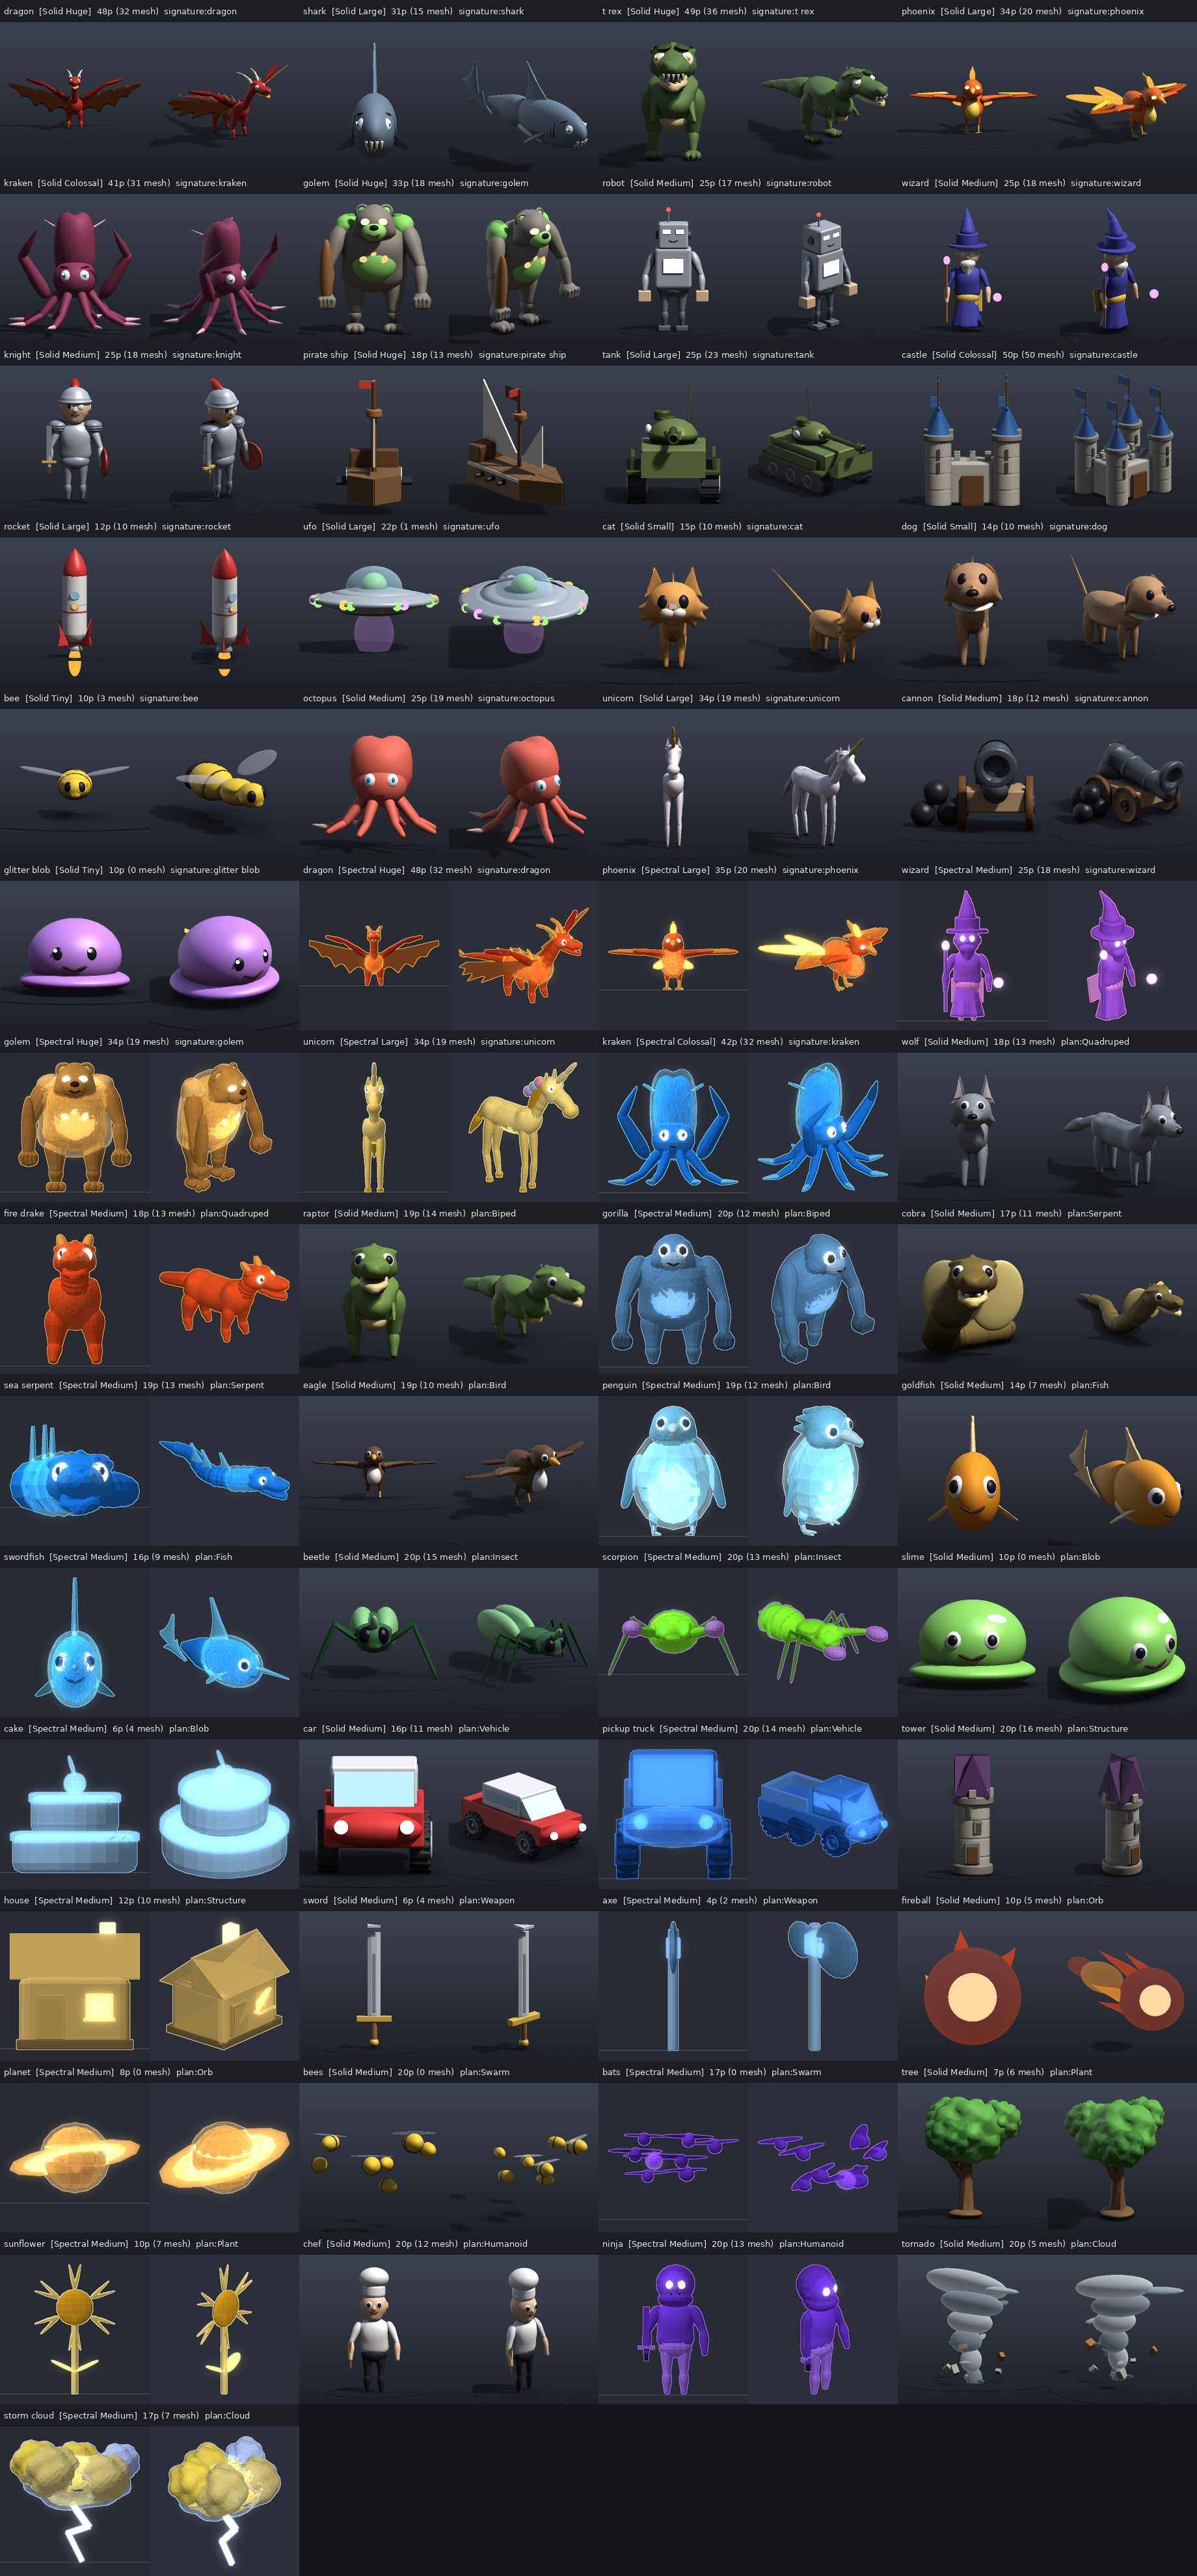 dragon [Solid Huge] 48p (32 mesh) signature:dragon
shark [Solid Large] 31p (15 mesh) signature:shark
t rex [Solid Huge] 49p (36 mesh) signature:t rex
phoenix [Solid Large] 34p (20 mesh) signature:phoenix
kraken [Solid Colossal] 41p (31 mesh) signature:kraken
golem [Solid Huge] 33p (18 mesh) signature:golem
robot [Solid Medium] 25p (17 mesh) signature:robot
wizard [Solid Medium] 25p (18 mesh) signature:wizard
knight [Solid Medium] 25p (18 mesh) signature:knight
pirate ship [Solid Huge] 18p (13 mesh) signature:pirate ship
tank [Solid Large] 25p (23 mesh) signature:tank
castle [Solid Colossal] 50p (50 mesh) signature:castle
rocket [Solid Large] 12p (10 mesh) signature:rocket
ufo [Solid Large] 22p (1 mesh) signature:ufo
cat [Solid Small] 15p (10 mesh) signature:cat
dog [Solid Small] 14p (10 mesh) signature:dog
bee [Solid Tiny] 10p (3 mesh) signature:bee
octopus [Solid Medium] 25p (19 mesh) signature:octopus
unicorn [Solid Large] 34p (19 mesh) signature:unicorn
cannon [Solid Medium] 18p (12 mesh) signature:cannon
glitter blob [Solid Tiny] 10p (0 mesh) signature:glitter blob
dragon [Spectral Huge] 48p (32 mesh) signature:dragon
phoenix [Spectral Large] 35p (20 mesh) signature:phoenix
wizard [Spectral Medium] 25p (18 mesh) signature:wizard
golem [Spectral Huge] 34p (19 mesh) signature:golem
unicorn [Spectral Large] 34p (19 mesh) signature:unicorn
kraken [Spectral Colossal] 42p (32 mesh) signature:kraken
wolf [Solid Medium] 18p (13 mesh) plan:Quadruped
fire drake [Spectral Medium] 18p (13 mesh) plan:Quadruped
raptor [Solid Medium] 19p (14 mesh) plan:Biped
gorilla [Spectral Medium] 20p (12 mesh) plan:Biped
cobra [Solid Medium] 17p (11 mesh) plan:Serpent
sea serpent [Spectral Medium] 19p (13 mesh) plan:Serpent
eagle [Solid Medium] 19p (10 mesh) plan:Bird
penguin [Spectral Medium] 19p (12 mesh) plan:Bird
goldfish [Solid Medium] 14p (7 mesh) plan:Fish
swordfish [Spectral Medium] 16p (9 mesh) plan:Fish
beetle [Solid Medium] 20p (15 mesh) plan:Insect
scorpion [Spectral Medium] 20p (13 mesh) plan:Insect
slime [Solid Medium] 10p (0 mesh) plan:Blob
cake [Spectral Medium] 6p (4 mesh) plan:Blob
car [Solid Medium] 16p (11 mesh) plan:Vehicle
pickup truck [Spectral Medium] 20p (14 mesh) plan:Vehicle
tower [Solid Medium] 20p (16 mesh) plan:Structure
house [Spectral Medium] 12p (10 mesh) plan:Structure
sword [Solid Medium] 6p (4 mesh) plan:Weapon
axe [Spectral Medium] 4p (2 mesh) plan:Weapon
fireball [Solid Medium] 10p (5 mesh) plan:Orb
planet [Spectral Medium] 8p (0 mesh) plan:Orb
bees [Solid Medium] 20p (0 mesh) plan:Swarm
bats [Spectral Medium] 17p (0 mesh) plan:Swarm
tree [Solid Medium] 7p (6 mesh) plan:Plant
sunflower [Spectral Medium] 10p (7 mesh) plan:Plant
chef [Solid Medium] 20p (12 mesh) plan:Humanoid
ninja [Spectral Medium] 20p (13 mesh) plan:Humanoid
tornado [Solid Medium] 20p (5 mesh) plan:Cloud
storm cloud [Spectral Medium] 17p (7 mesh) plan:Cloud